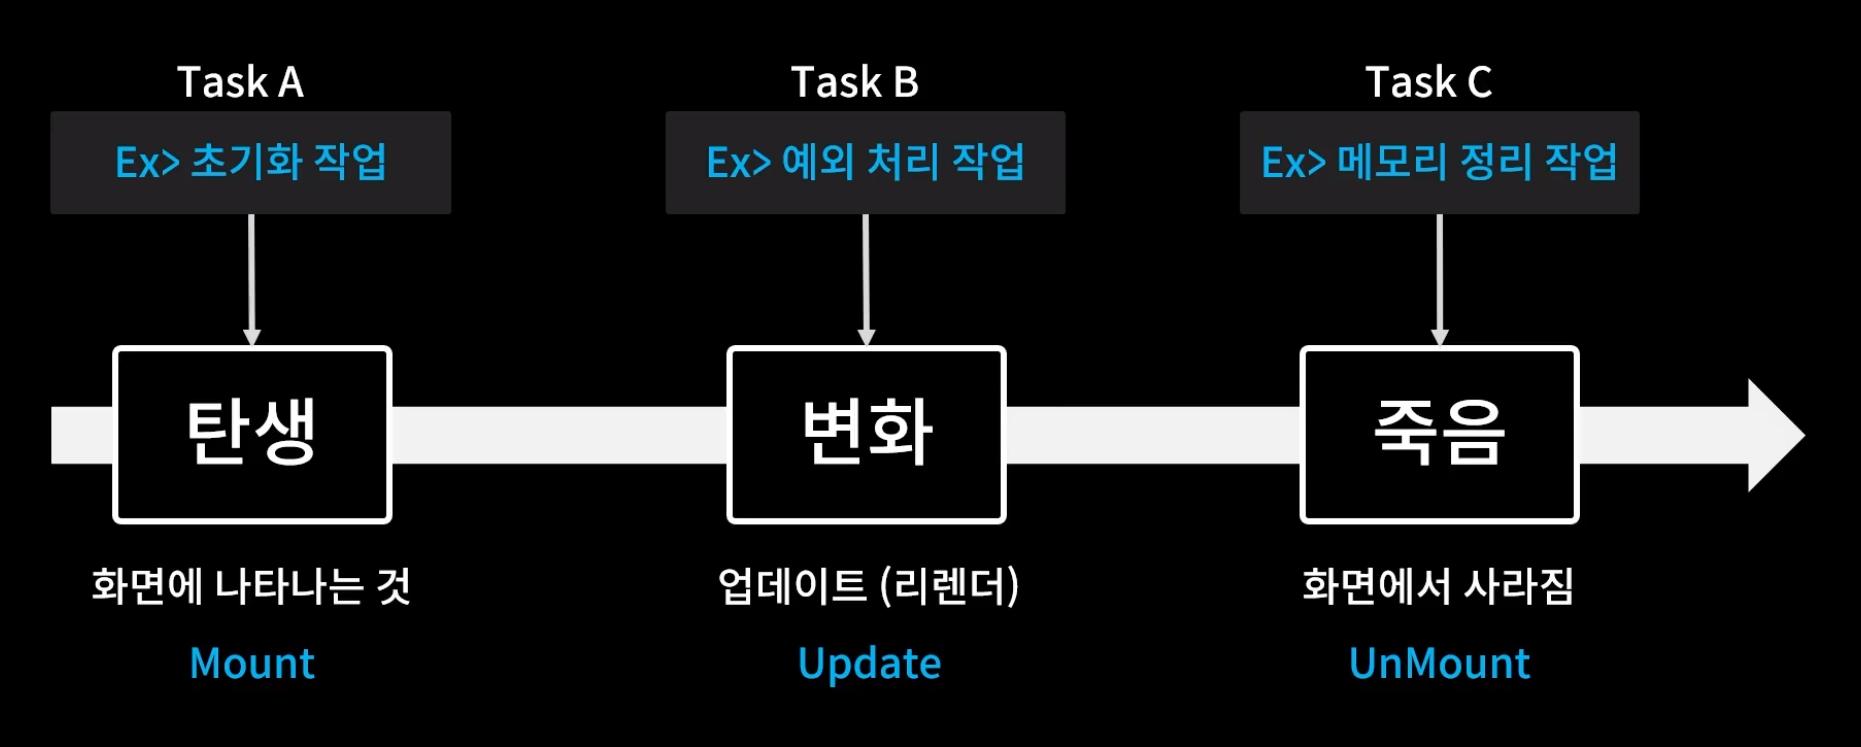 Task A
Ex> 초기화 작업
탄생
화면에 나타나는 것
Mount
Task B
Ex> 예외 처리 작업
변화
업데이트 (리렌더)
Update
Task C
Ex> 메모리 정리 작업
죽음
화면에서 사라짐
UnMount